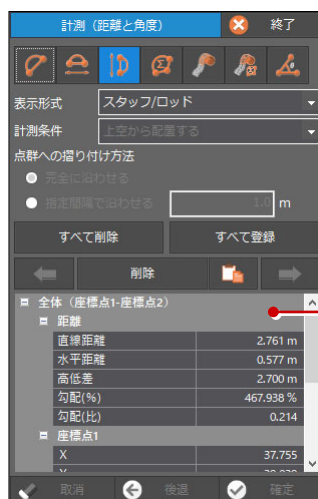 計測（距離と角度） 終了
表示形式 スタッフ/ロッド
計測条件 上空から配置する
点群への摺り付け方法
完全に沿わせる
指定間隔で沿わせる 1.0 m
すべて削除 すべて登録
削除
全体（座標点1-座標点2）
距離
直線距離 2.761 m
水平距離 0.577 m
高低差 2.700 m
勾配(%) 467.938 %
勾配(比) 0.214
座標点1
X 37.755
取消 後退 確定